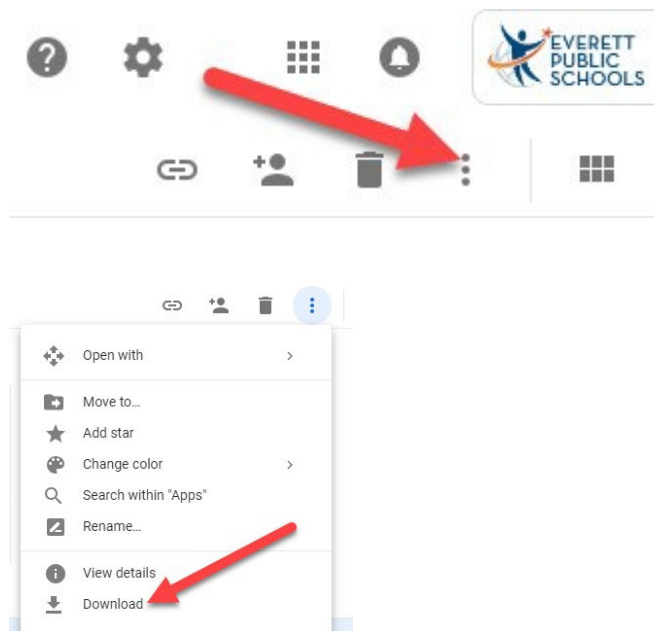 EVERETT
PUBLIC
SCHOOLS
Open with
Move to...
Add star
Change color
Search within "Apps"
Rename...
View details
Download